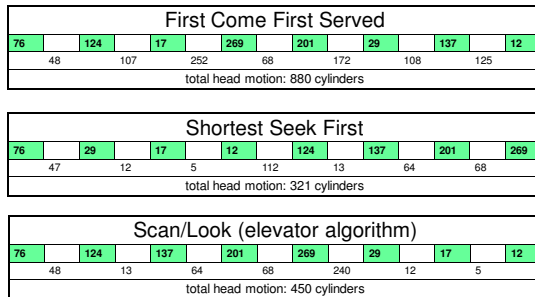 First Come First Served
76 124 17 269 201 29 137 12
48 107 252 68 172 108 125
total head motion: 880 cylinders
Shortest Seek First
76 29 17 12 124 137 201 269
47 12 5 112 13 64 68
total head motion: 321 cylinders
Scan/Look (elevator algorithm)
76 124 137 201 269 29 17 12
48 13 64 68 240 12 5
total head motion: 450 cylinders